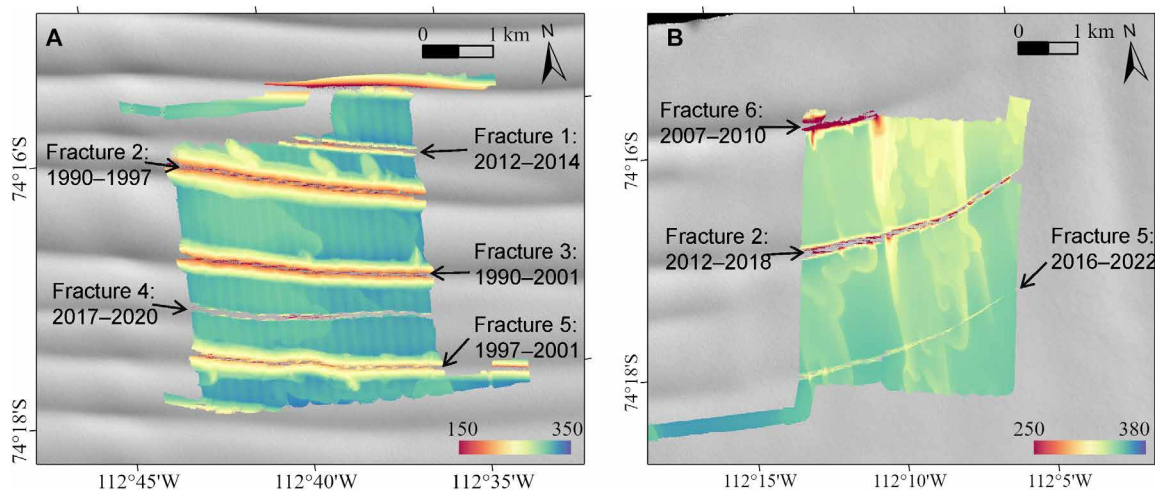 A
0 1 km
N
Fracture 1:
2012–2014
Fracture 2:
1990–1997
Fracture 3:
1990–2001
Fracture 4:
2017–2020
Fracture 5:
1997–2001
74°16'S
74°18'S
150 350
112°45'W 112°40'W 112°35'W
B
0 1 km
N
Fracture 6:
2007–2010
Fracture 2:
2012–2018
Fracture 5:
2016–2022
74°16'S
74°18'S
250 380
112°15'W 112°10'W 112°5'W